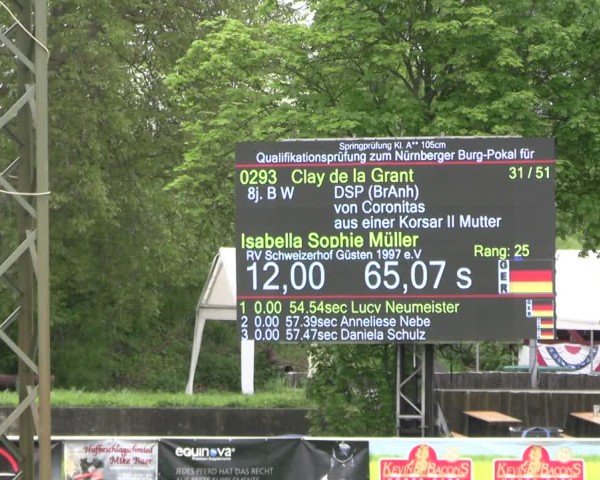 Springprüfung Kl. A** 105cm
Qualifikationsprüfung zum Nürnberger Burg-Pokal für
0293 Clay de la Grant 31 / 51
8j. B W DSP (BrAnh)
von Coronitas
aus einer Korsar II Mutter
Isabella Sophie Müller
RV Schweizerhof Güsten 1997 e.V Rang: 25
12,00 65,07 s GER
1 0.00 54.54sec Lucy Neumeister
2 0.00 57.39sec Anneliese Nebe
3 0.00 57.47sec Daniela Schulz
Hufbeschlagschmied
Mike Baer
equinova
JEDES PFERD HAT DAS RECHT
KEVIN BACON'S
KEVIN BACON'S